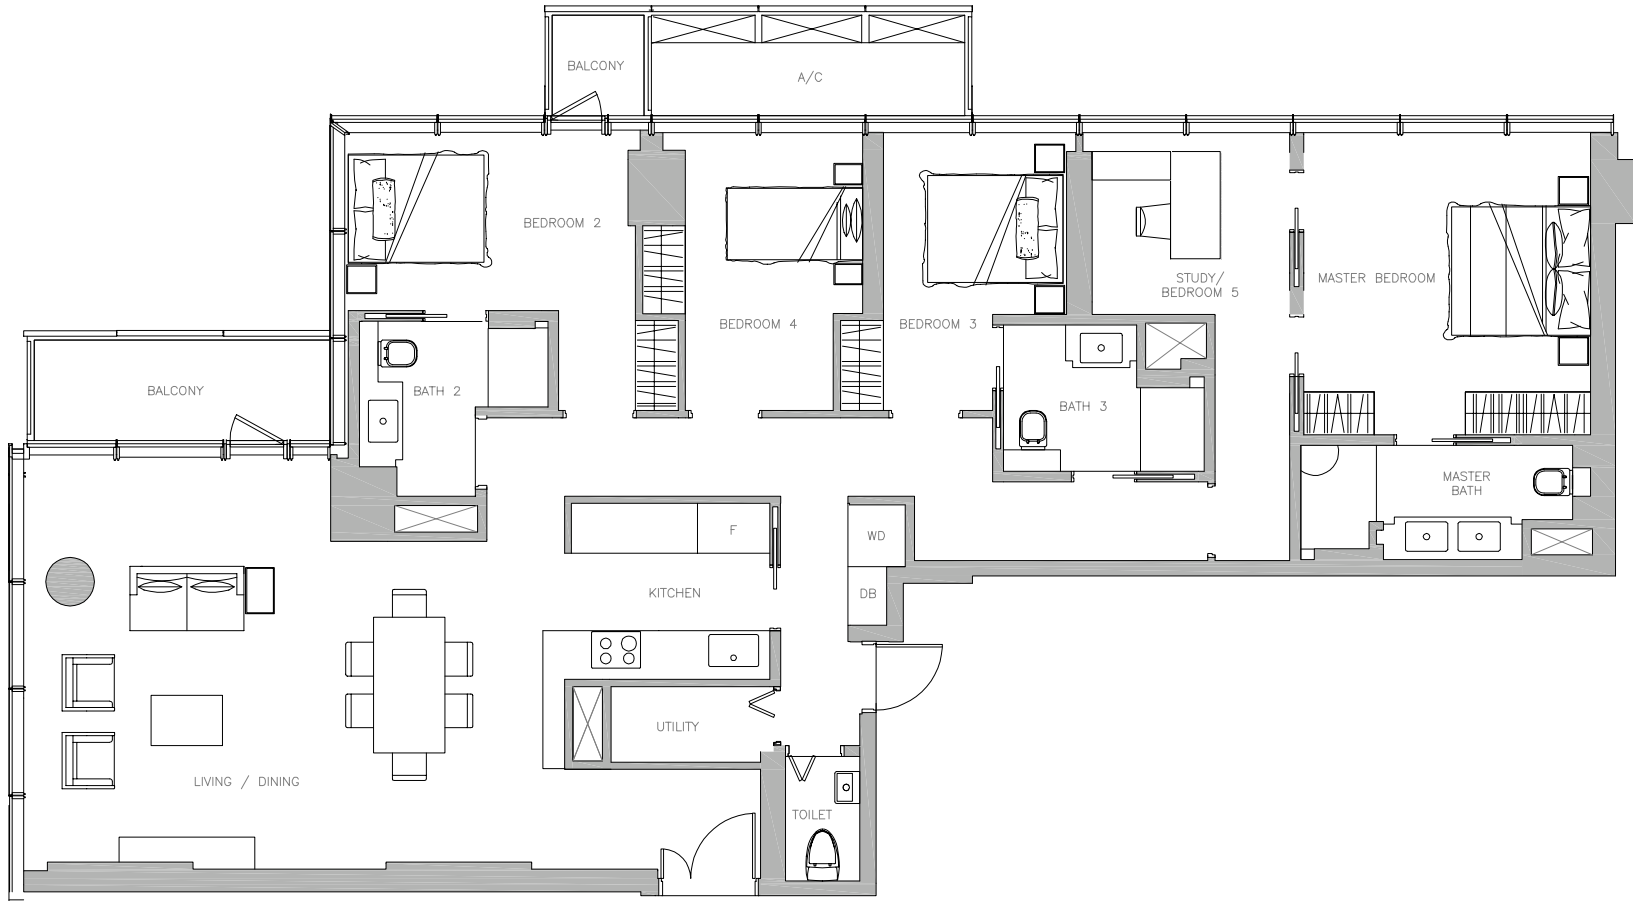 BALCONY
A/C
BEDROOM 2
STUDY/
BEDROOM 5
MASTER BEDROOM
BEDROOM 4
BEDROOM 3
BALCONY
BATH 2
BATH 3
MASTER
BATH
F
WD
KITCHEN
DB
UTILITY
LIVING / DINING
TOILET